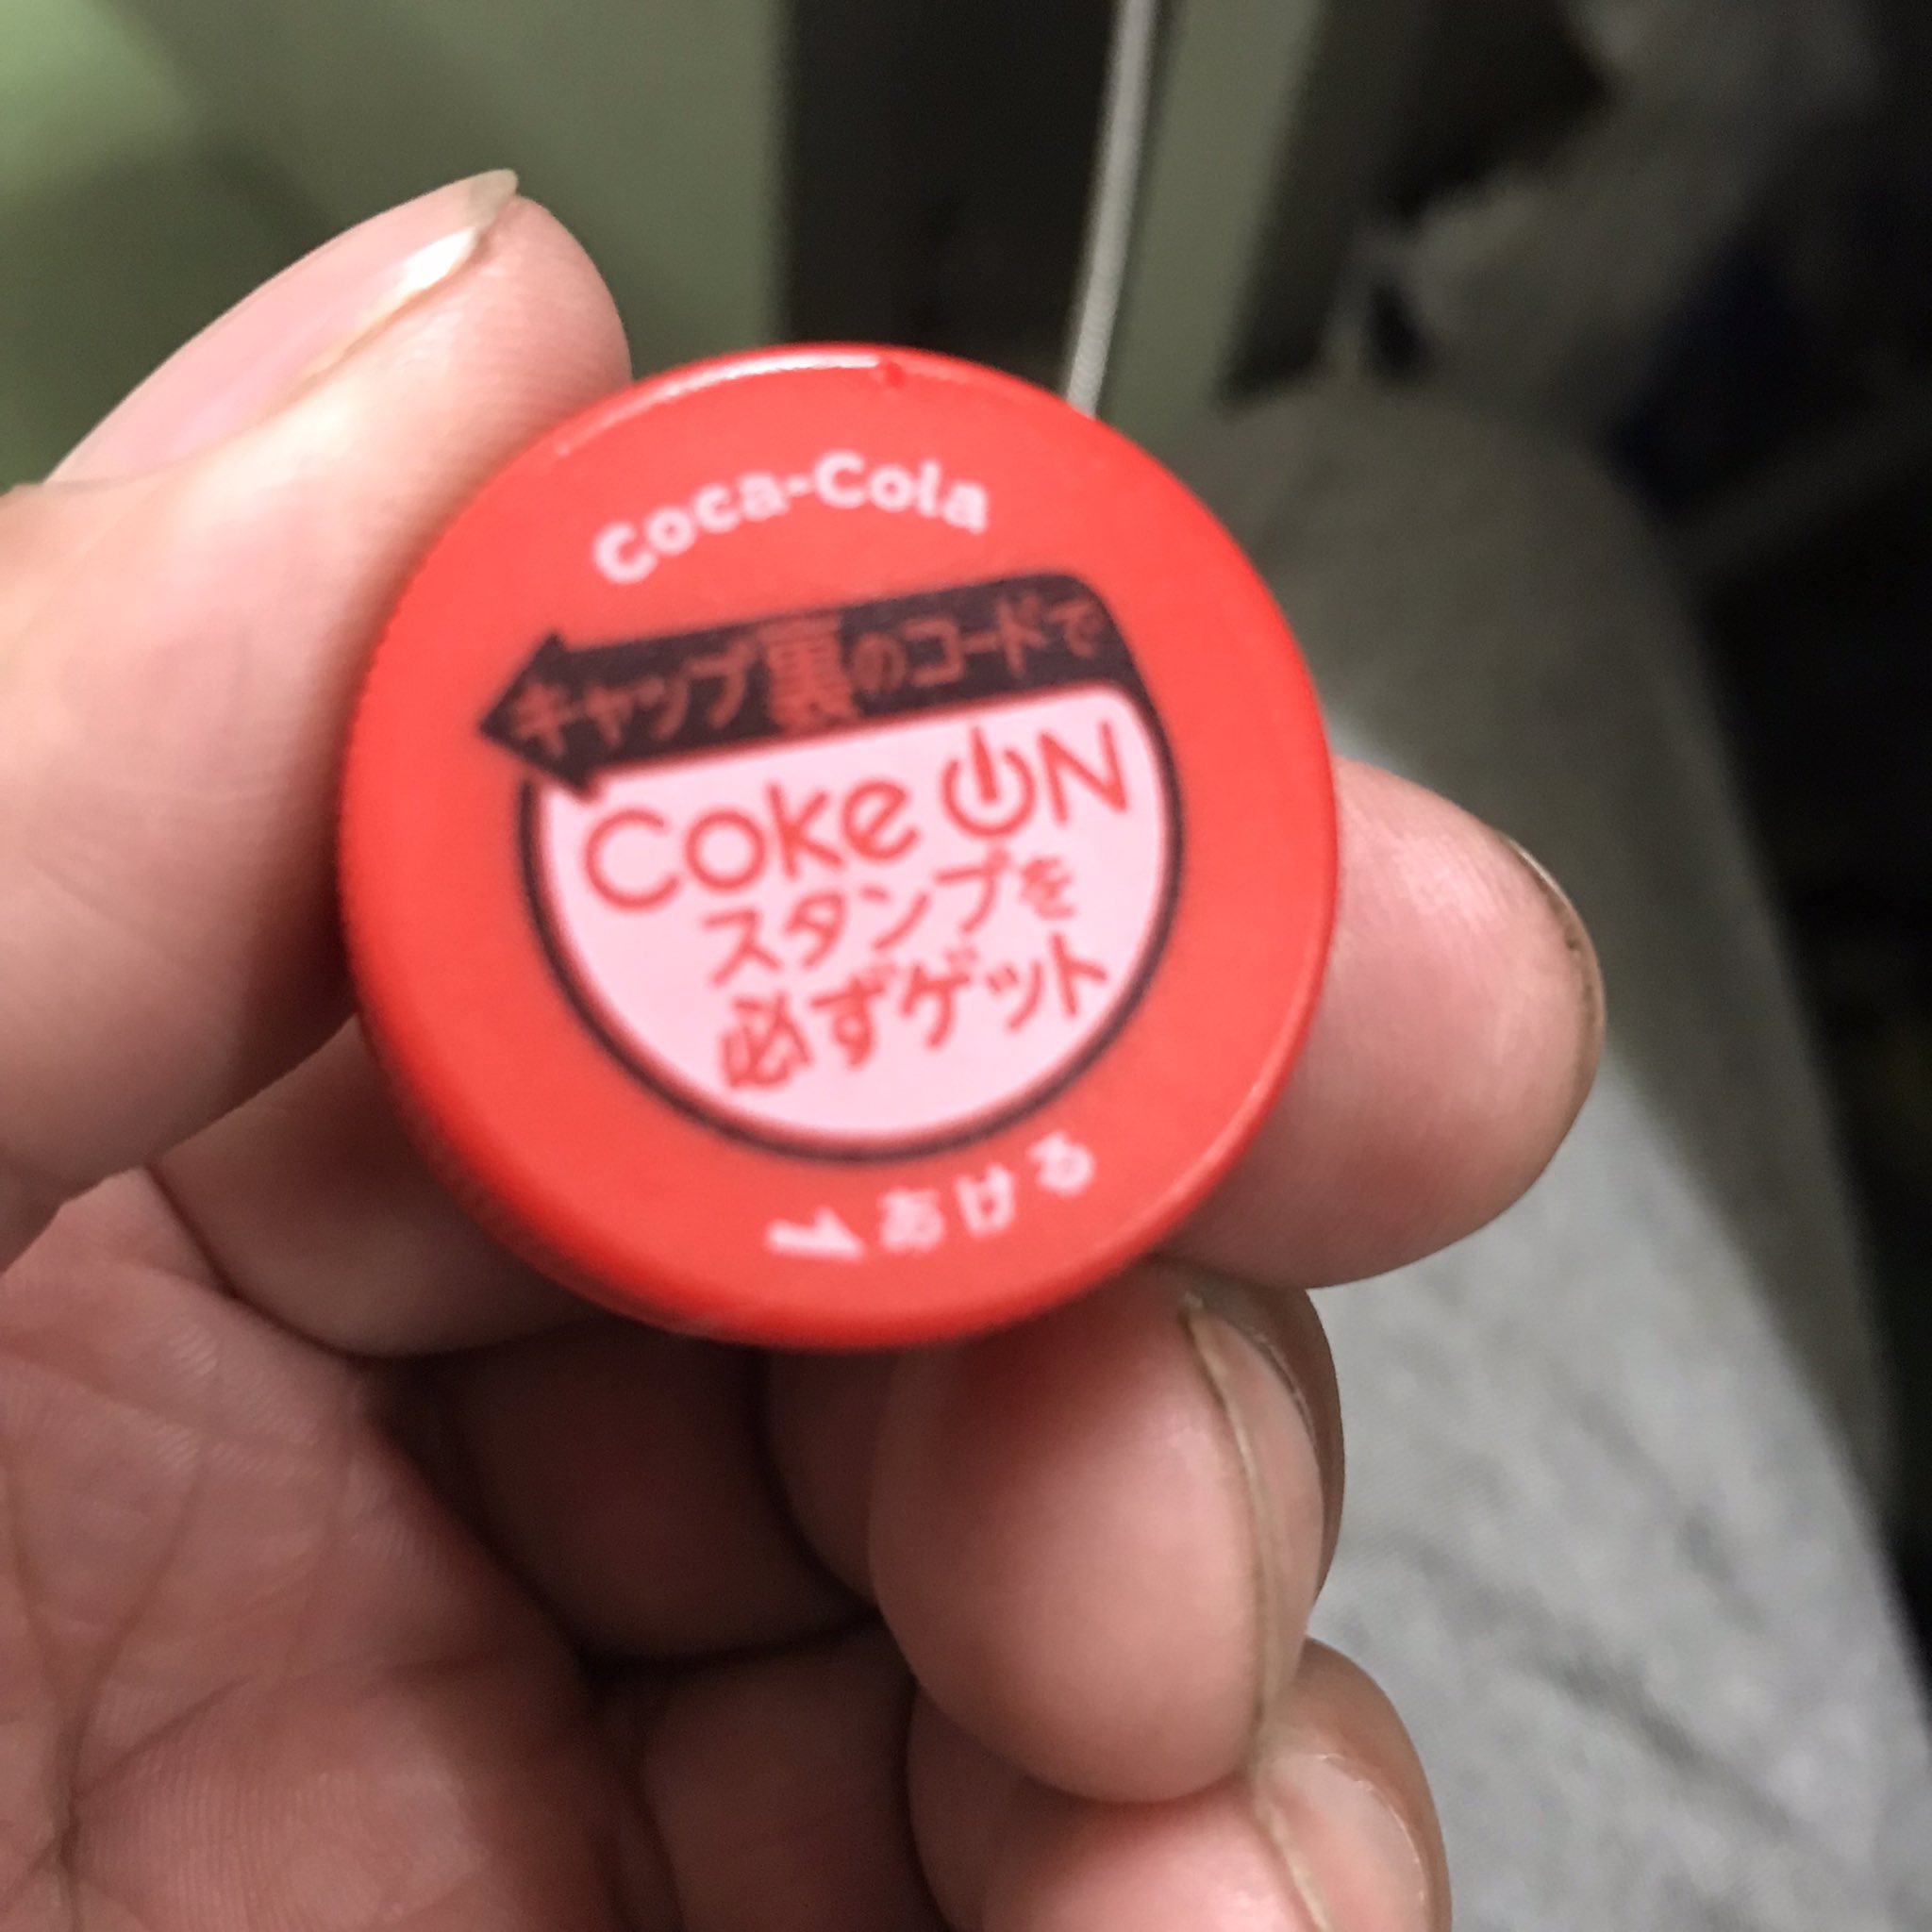 Coca-Cola
キャップ裏のコードで
Coke ON
スタンプを
必ずゲット
あける